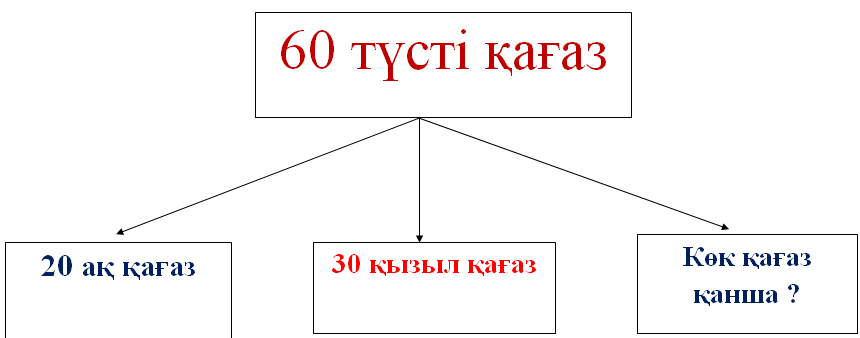 60 түсті қағаз
20 ақ қағаз
30 қызыл қағаз
Көк қағаз
қанша ?